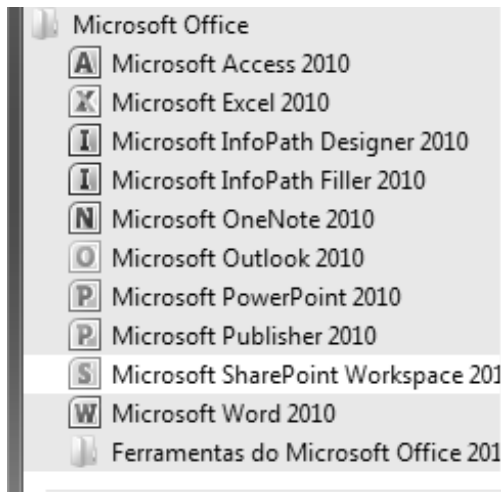 Microsoft Office
Microsoft Access 2010
Microsoft Excel 2010
Microsoft InfoPath Designer 2010
Microsoft InfoPath Filler 2010
Microsoft OneNote 2010
Microsoft Outlook 2010
Microsoft PowerPoint 2010
Microsoft Publisher 2010
Microsoft SharePoint Workspace 201
Microsoft Word 2010
Ferramentas do Microsoft Office 201